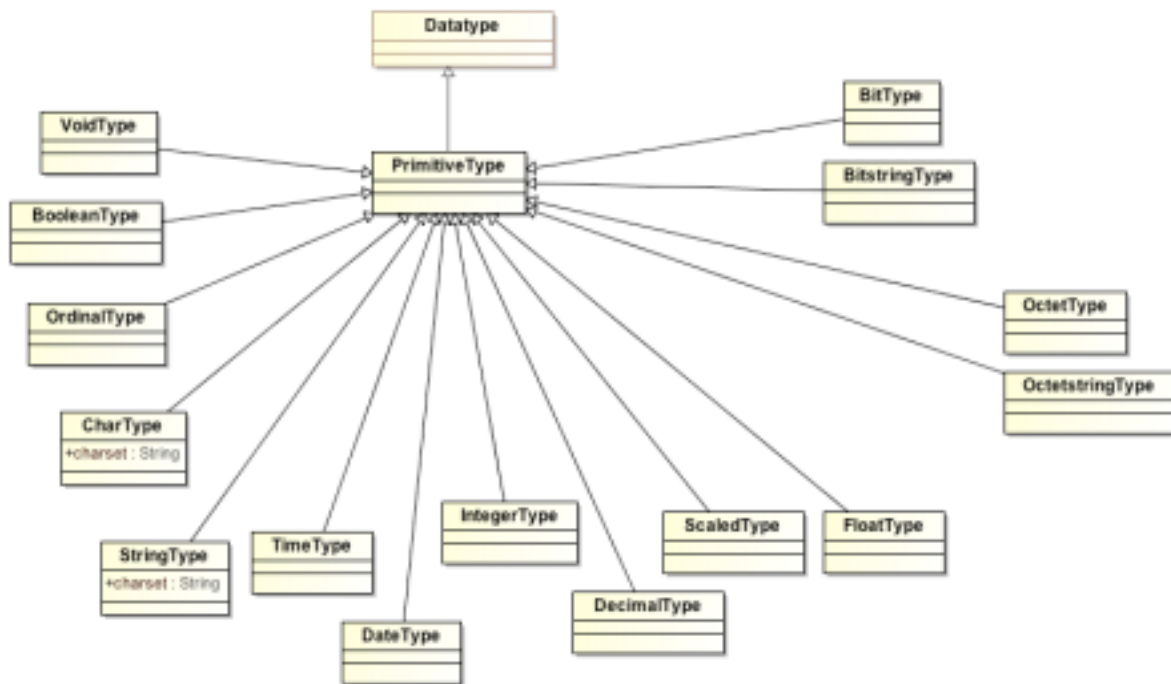 Datatype
BitType
VoidType
PrimitiveType
BitstringType
BooleanType
OrdinalType
OctetType
OctetstringType
CharType
+charset : String
IntegerType
ScaledType
FloatType
TimeType
StringType
+charset : String
DecimalType
DateType